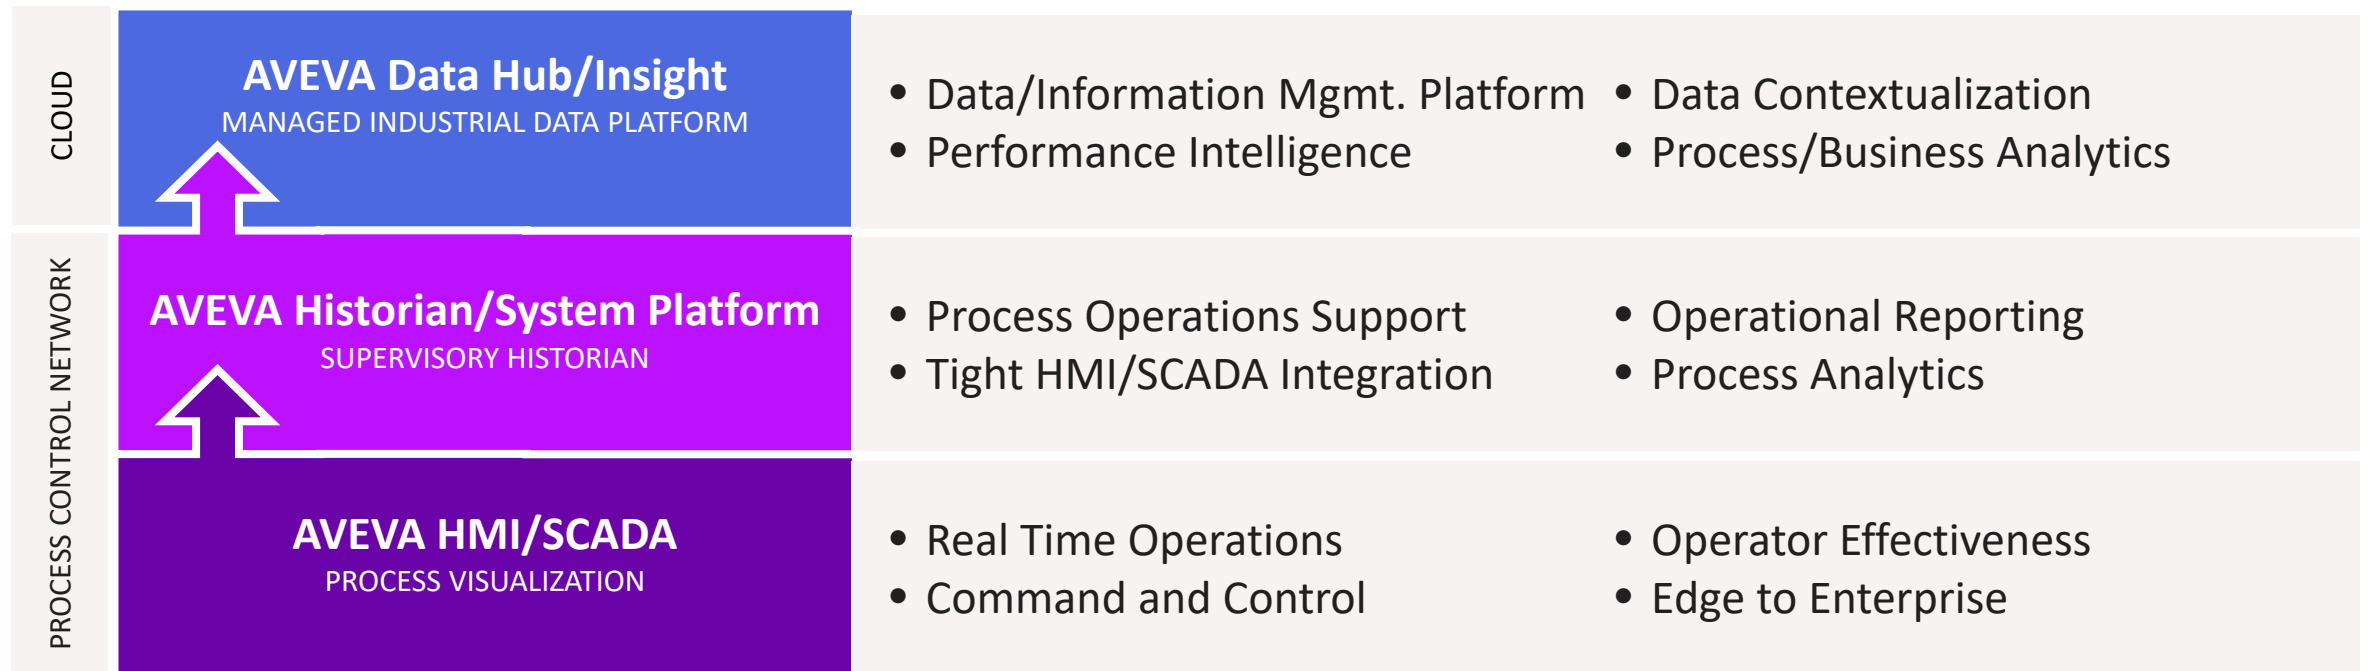 CLOUD
AVEVA Data Hub/Insight
MANAGED INDUSTRIAL DATA PLATFORM
• Data/Information Mgmt. Platform
• Performance Intelligence
• Data Contextualization
• Process/Business Analytics
PROCESS CONTROL NETWORK
AVEVA Historian/System Platform
SUPERVISORY HISTORIAN
• Process Operations Support
• Tight HMI/SCADA Integration
• Operational Reporting
• Process Analytics
AVEVA HMI/SCADA
PROCESS VISUALIZATION
• Real Time Operations
• Command and Control
• Operator Effectiveness
• Edge to Enterprise